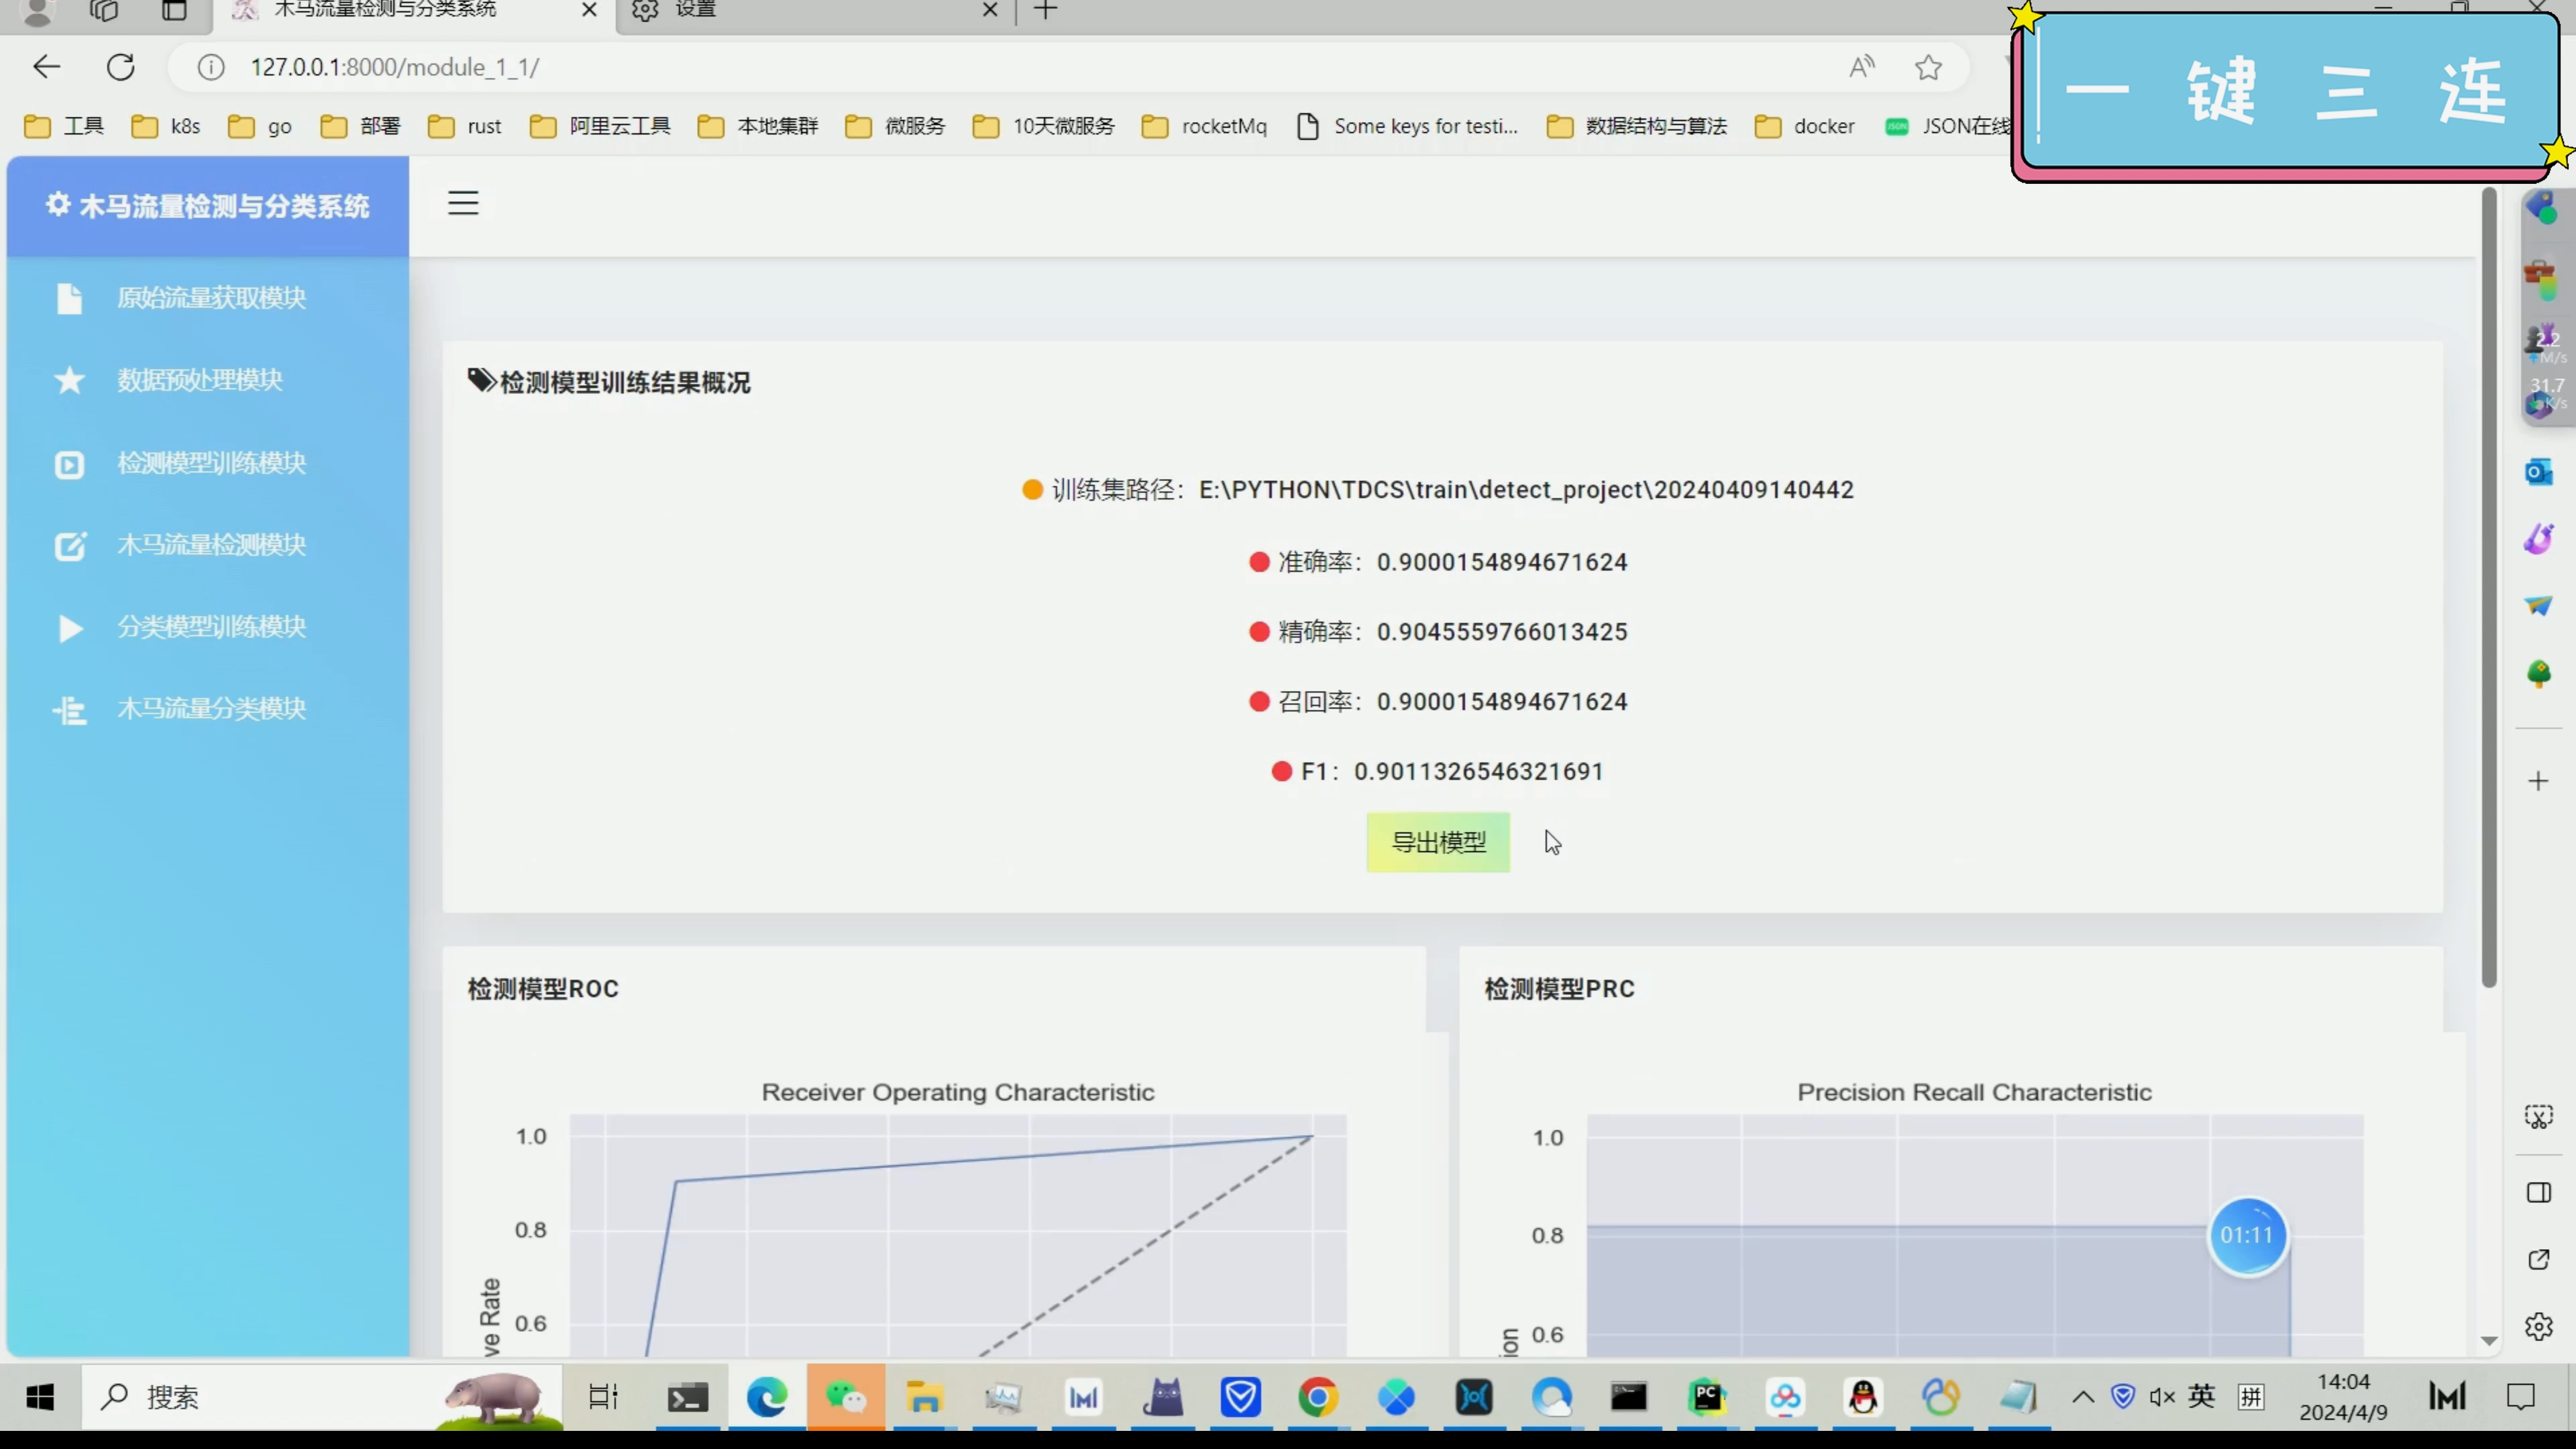 木马流量检测与分类系统
设置
一键三连
127.0.0.1:8000/module_1_1/
工具
k8s
go
部署
rust
阿里云工具
本地集群
微服务
10天微服务
rocketMq
Some keys for testi...
数据结构与算法
docker
JSON在线
木马流量检测与分类系统
原始流量获取模块
数据预处理模块
检测模型训练模块
木马流量检测模块
分类模型训练模块
木马流量分类模块
检测模型训练结果概况
训练集路径：E:\PYTHON\TDCS\train\detect_project\20240409140442
准确率：0.9000154894671624
精确率：0.9045559766013425
召回率：0.9000154894671624
F1：0.9011326546321691
导出模型
检测模型ROC
Receiver Operating Characteristic
1.0
0.8
0.6
ve Rate
检测模型PRC
Precision Recall Characteristic
1.0
0.8
0.6
ion
01:11
2.2
M/s
31.7
K/s
搜索
PC
英
拼
14:04
2024/4/9